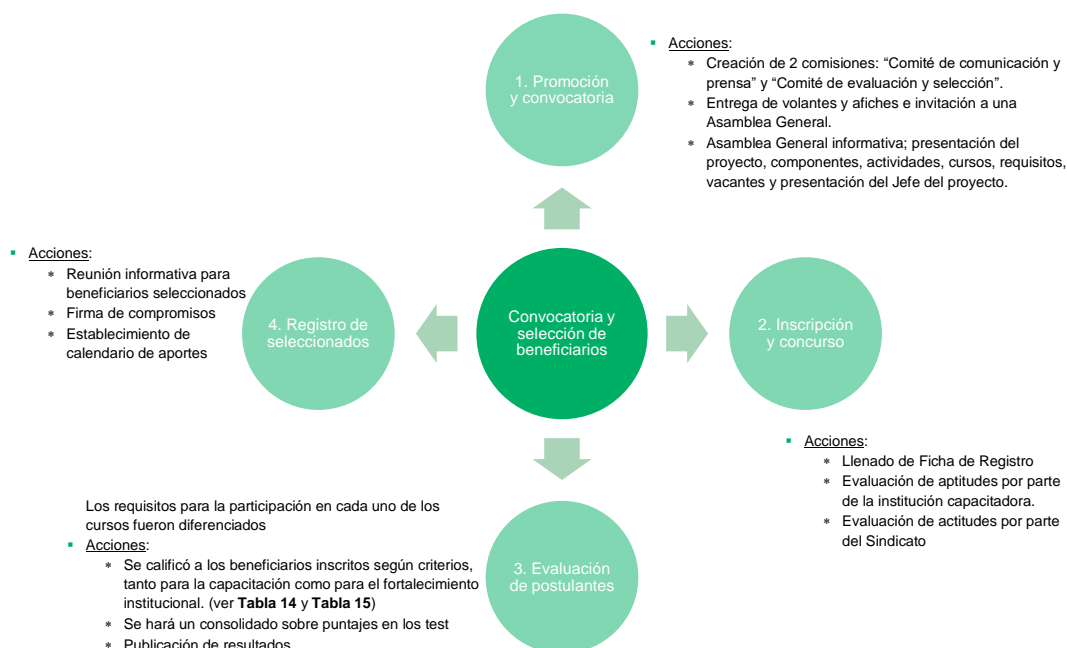 1. Promoción
y convocatoria
▪ Acciones:
* Creación de 2 comisiones: “Comité de comunicación y
prensa” y “Comité de evaluación y selección”.
* Entrega de volantes y afiches e invitación a una
Asamblea General.
* Asamblea General informativa; presentación del
proyecto, componentes, actividades, cursos, requisitos,
vacantes y presentación del Jefe del proyecto.
Convocatoria y
selección de
beneficiarios
2. Inscripción
y concurso
▪ Acciones:
* Llenado de Ficha de Registro
* Evaluación de aptitudes por parte
de la institución capacitadora.
* Evaluación de actitudes por parte
del Sindicato
3. Evaluación
de postulantes
Los requisitos para la participación en cada uno de los
cursos fueron diferenciados
▪ Acciones:
* Se calificó a los beneficiarios inscritos según criterios,
tanto para la capacitación como para el fortalecimiento
institucional. (ver Tabla 14 y Tabla 15)
* Se hará un consolidado sobre puntajes en los test
* Publicación de resultados
4. Registro de
seleccionados
▪ Acciones:
* Reunión informativa para
beneficiarios seleccionados
* Firma de compromisos
* Establecimiento de
calendario de aportes